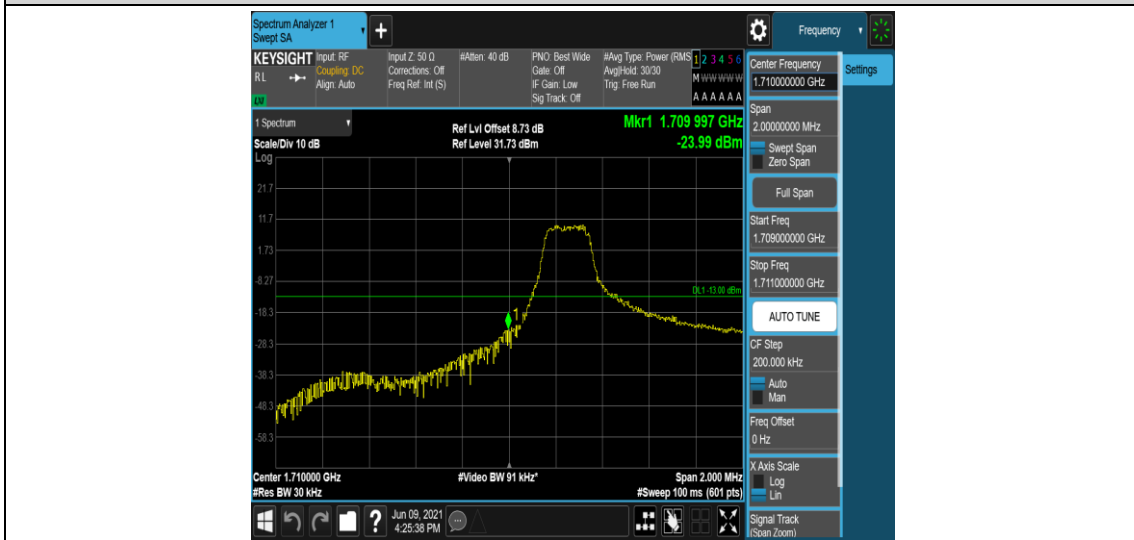 Spectrum Analyzer 1
Swept SA
+
Frequency
KEYSIGHT
RL
LXI
Input: RF
Coupling: DC
Align: Auto
Input Z: 50 Ω
Corrections: Off
Freq Ref: Int (S)
#Atten: 40 dB
PNO: Best Wide
Gate: Off
IF Gain: Low
Sig Track: Off
#Avg Type: Power (RMS
Avg|Hold: 30/30
Trig: Free Run
1 2 3 4 5 6
M W W W W W
A A A A A A
Center Frequency
1.710000000 GHz
Settings
Span
2.00000000 MHz
Swept Span
Zero Span
Full Span
Start Freq
1.709000000 GHz
Stop Freq
1.711000000 GHz
AUTO TUNE
CF Step
200.000 kHz
Auto
Man
Freq Offset
0 Hz
X Axis Scale
Log
Lin
Signal Track
(Span Zoom)
1 Spectrum
Scale/Div 10 dB
Log
Ref Lvl Offset 8.73 dB
Ref Level 31.73 dBm
Mkr1 1.709 997 GHz
-23.99 dBm
21.7
11.7
1.73
-8.27
-18.3
-28.3
-38.3
-48.3
-58.3
DL1 -13.00 dBm
1
Center 1.710000 GHz
#Res BW 30 kHz
#Video BW 91 kHz*
Span 2.000 MHz
#Sweep 100 ms (601 pts)
?
Jun 09, 2021
4:25:38 PM